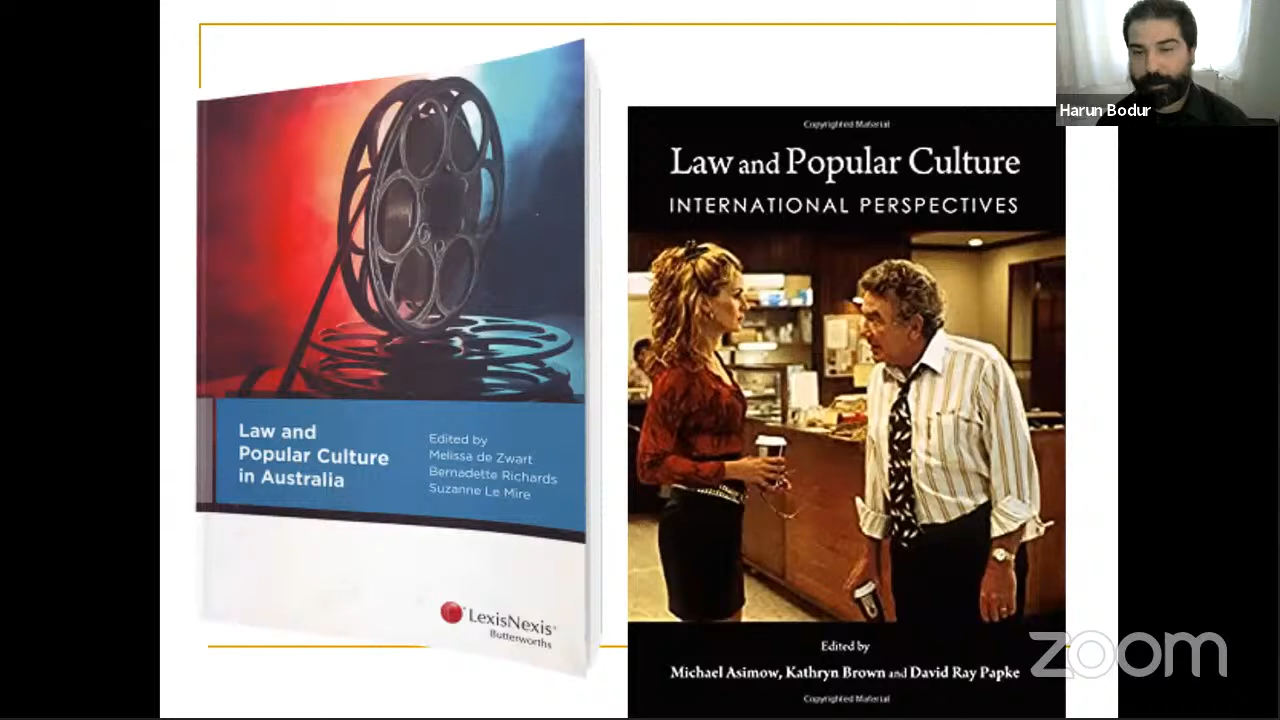 Law and
Popular Culture
in Australia
Edited by
Melissa de Zwart
Bernadette Richards
Suzanne Le Mire
LexisNexis®
Butterworths
Copyrighted Material
Law and Popular Culture
INTERNATIONAL PERSPECTIVES
Edited by
Michael Asimow, Kathryn Brown and David Ray Papke
Copyrighted Material
Harun Bodur
zoom